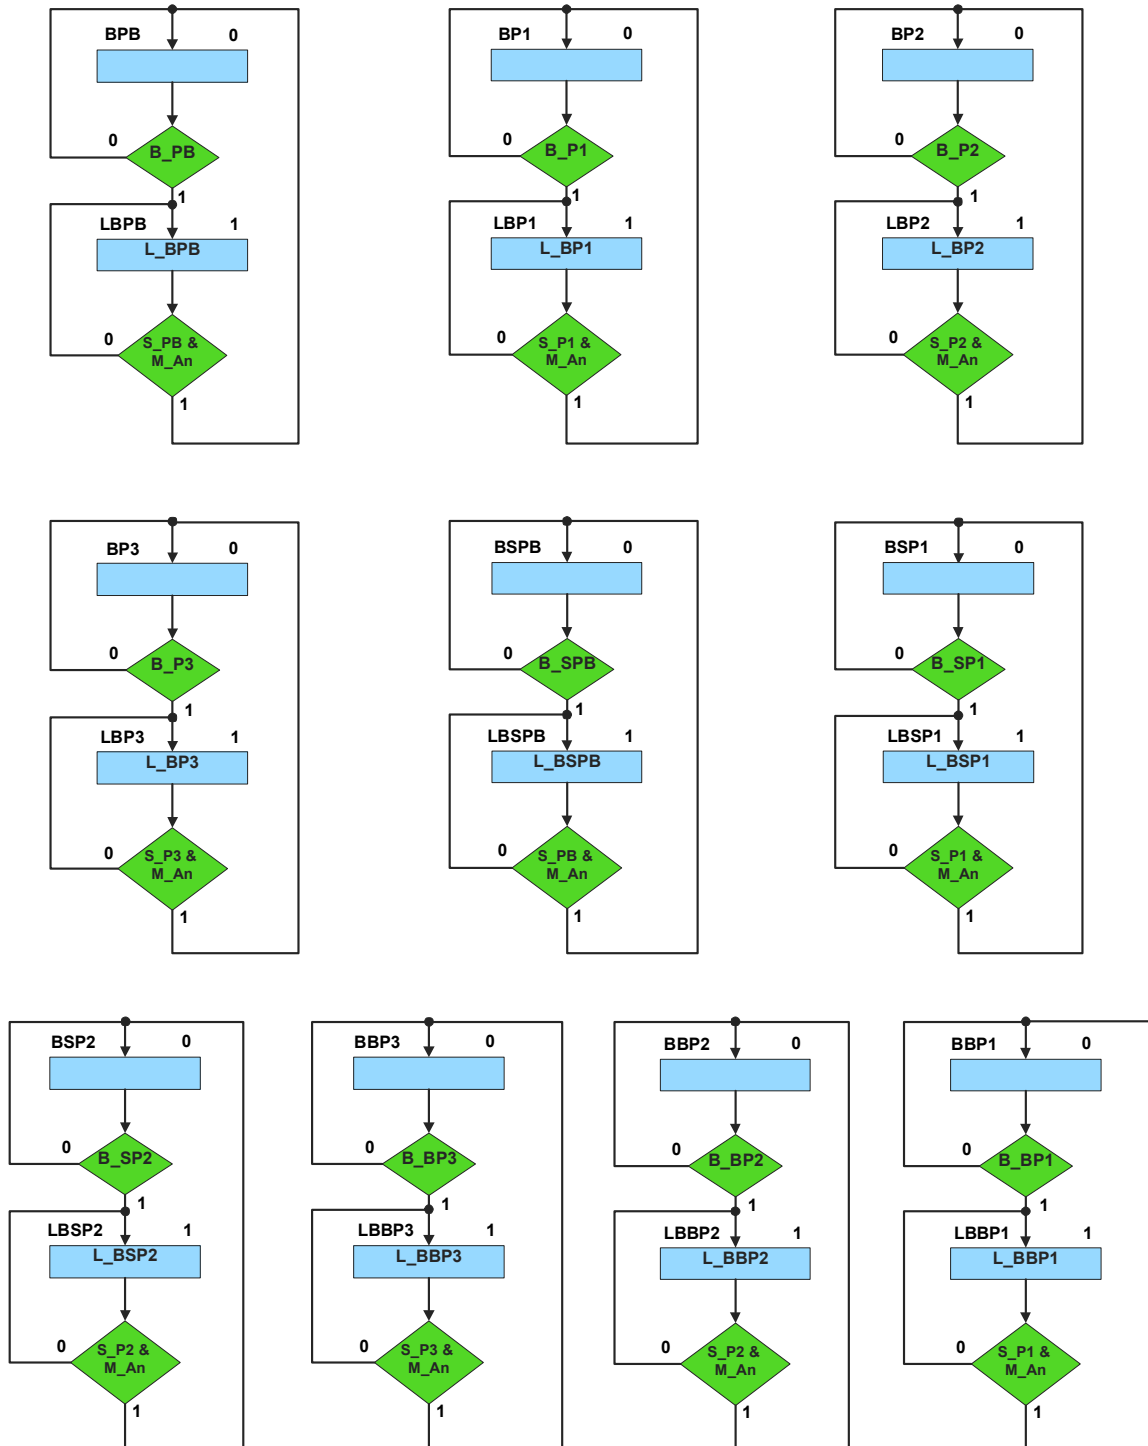 BPB 0
B_PB
0
1
LBPB 1
L_BPB
S_PB &
M_An
0
1
BP1 0
B_P1
0
1
LBP1 1
L_BP1
S_P1 &
M_An
0
1
BP2 0
B_P2
0
1
LBP2 1
L_BP2
S_P2 &
M_An
0
1
BP3 0
B_P3
0
1
LBP3 1
L_BP3
S_P3 &
M_An
0
1
BSPB 0
B_SPB
0
1
LBSPB 1
L_BSPB
S_PB &
M_An
0
1
BSP1 0
B_SP1
0
1
LBSP1 1
L_BSP1
S_P1 &
M_An
0
1
BSP2 0
B_SP2
0
1
LBSP2 1
L_BSP2
S_P2 &
M_An
0
1
BBP3 0
B_BP3
0
1
LBBP3 1
L_BBP3
S_P3 &
M_An
0
1
BBP2 0
B_BP2
0
1
LBBP2 1
L_BBP2
S_P2 &
M_An
0
1
BBP1 0
B_BP1
0
1
LBBP1 1
L_BBP1
S_P1 &
M_An
0
1